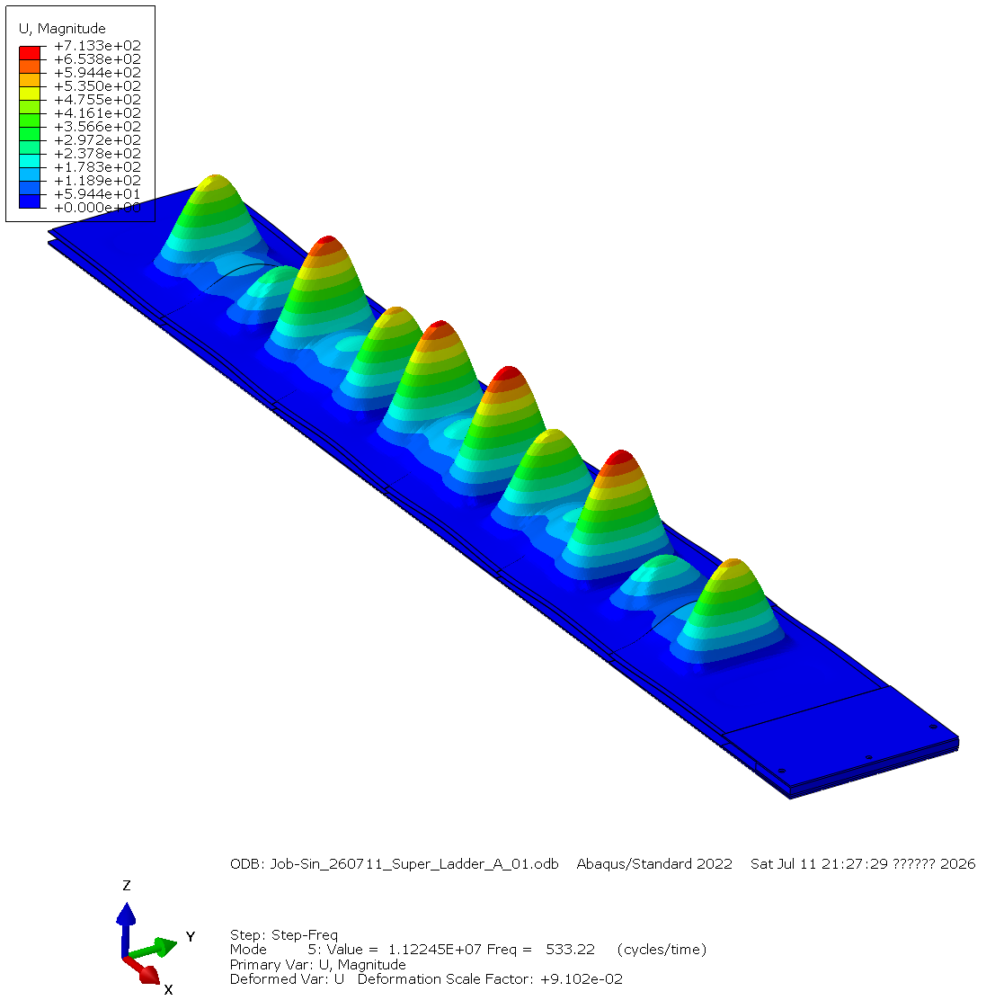 U, Magnitude
+7.133e+02
+6.538e+02
+5.944e+02
+5.350e+02
+4.755e+02
+4.161e+02
+3.566e+02
+2.972e+02
+2.378e+02
+1.783e+02
+1.189e+02
+5.944e+01
+0.000e+00
ODB: Job-Sin_260711_Super_Ladder_A_01.odb Abaqus/Standard 2022 Sat Jul 11 21:27:29 ?????? 2026
Z
Y
X
Step: Step-Freq
Mode 5: Value = 1.12245E+07 Freq = 533.22 (cycles/time)
Primary Var: U, Magnitude
Deformed Var: U Deformation Scale Factor: +9.102e-02